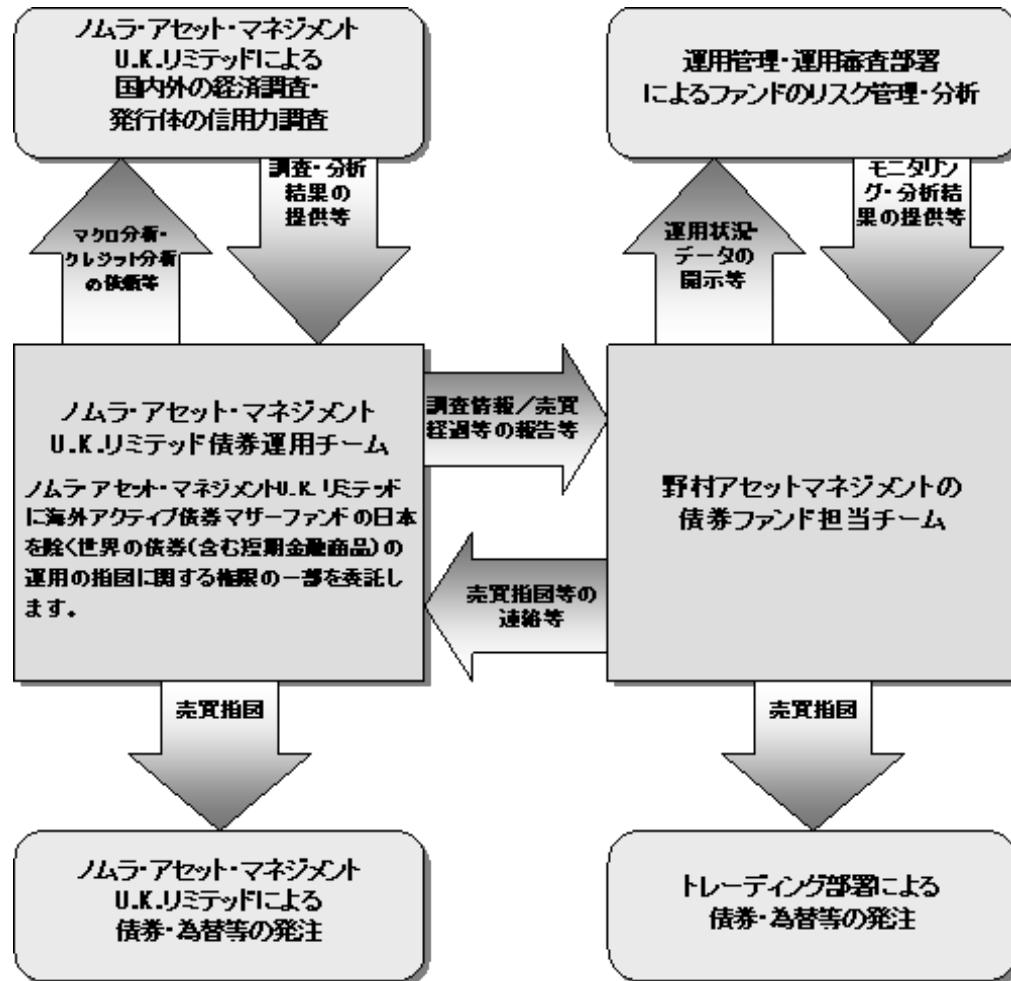 ノムラ・アセット・マネジメント
U.K.リミテッドによる
国内外の経済調査・
発行体の信用力調査
運用管理・運用審査部署
によるファンドのリスク管理・分析
マクロ分析・
クレジット分析
の依頼等
調査・分析
結果の
提供等
運用状況・
データの
開示等
モニタリン
グ・分析結
果の提供等
ノムラ・アセット・マネジメント
U.K.リミテッド債券運用チーム
ノムラ・アセット・マネジメントU.K.リミテッド
に海外アクティブ債券マザーファンドの日本
を除く世界の債券(含む短期金融商品)の
運用の指図に関する権限の一部を委託し
ます。
調査情報／売買
経過等の報告等
売買指図等の
連絡等
野村アセットマネジメントの
債券ファンド担当チーム
売買指図
売買指図
ノムラ・アセット・マネジメント
U.K.リミテッドによる
債券・為替等の発注
トレーディング部署による
債券・為替等の発注